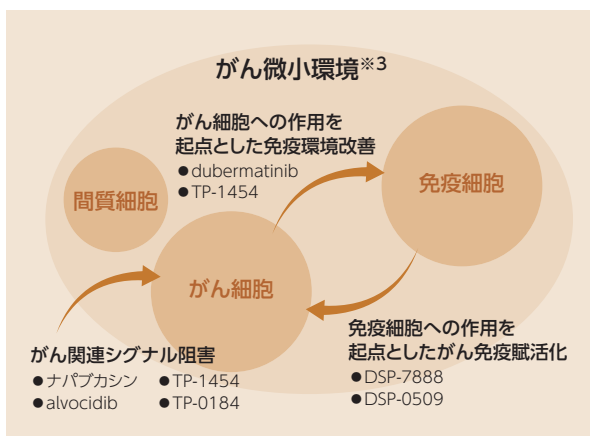 がん微小環境※3
がん細胞への作用を
起点とした免疫環境改善
●dubermatinib
●TP-1454
間質細胞
免疫細胞
がん細胞
がん関連シグナル阻害
●ナパブカシン ●TP-1454
●alvocidib ●TP-0184
免疫細胞への作用を
起点としたがん免疫賦活化
●DSP-7888
●DSP-0509